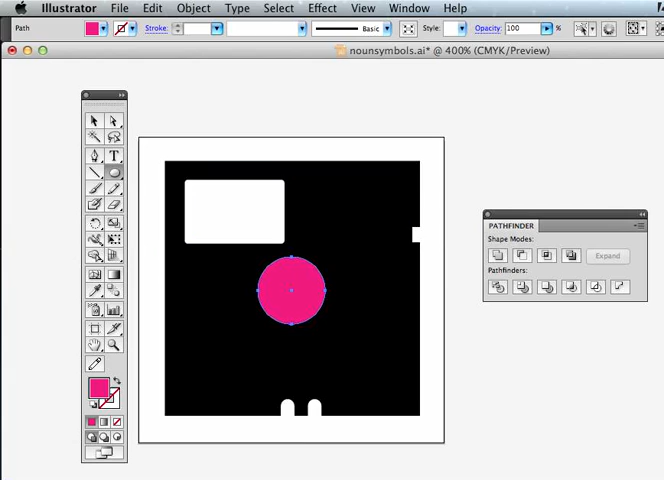 Illustrator File Edit Object Type Select Effect View Window Help
Path Stroke: Basic Style: Opacity: 100 %
nounsymbols.ai* @ 400% (CMYK/Preview)
T
PATHFINDER
Shape Modes:
Expand
Pathfinders: